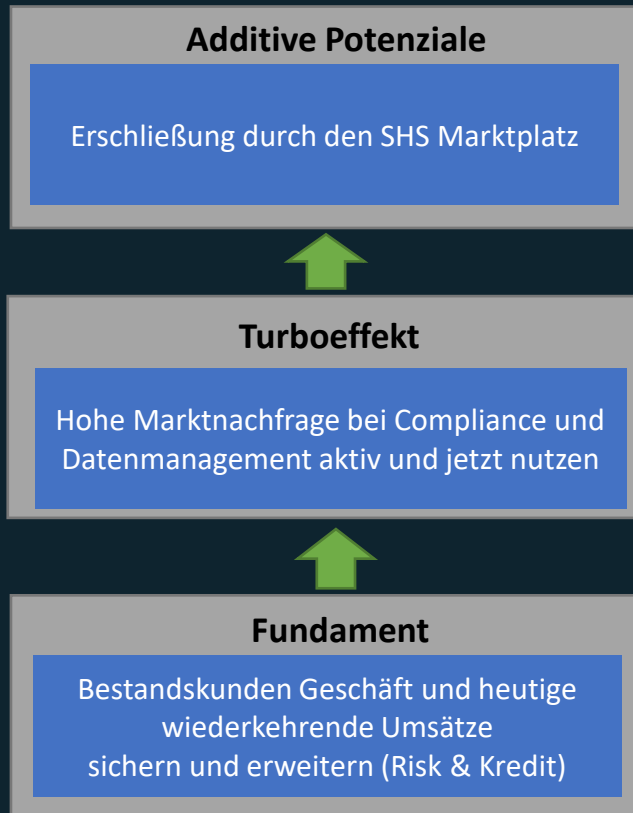 Additive Potenziale
Erschließung durch den SHS Marktplatz
Turboeffekt
Hohe Marktnachfrage bei Compliance und
Datenmanagement aktiv und jetzt nutzen
Fundament
Bestandskunden Geschäft und heutige
wiederkehrende Umsätze
sichern und erweitern (Risk & Kredit)